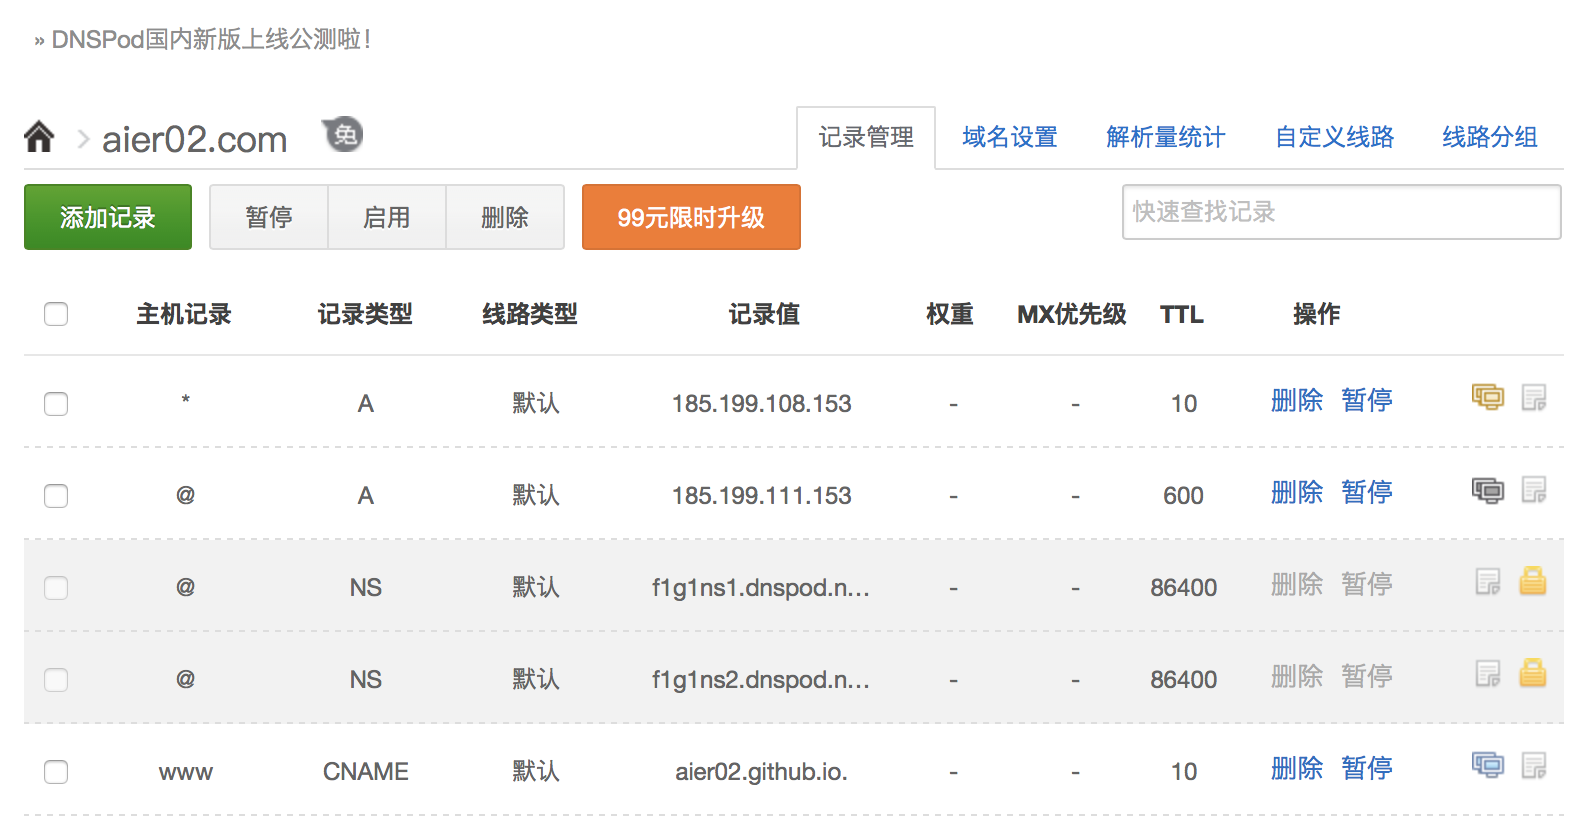 » DNSPod国内新版上线公测啦！
aier02.com 免 记录管理 域名设置 解析量统计 自定义线路 线路分组
添加记录 暂停 启用 删除 99元限时升级 快速查找记录
主机记录 记录类型 线路类型 记录值 权重 MX优先级 TTL 操作
* A 默认 185.199.108.153 - - 10 删除 暂停
@ A 默认 185.199.111.153 - - 600 删除 暂停
@ NS 默认 f1g1ns1.dnspod.n... - - 86400 删除 暂停
@ NS 默认 f1g1ns2.dnspod.n... - - 86400 删除 暂停
www CNAME 默认 aier02.github.io. - - 10 删除 暂停